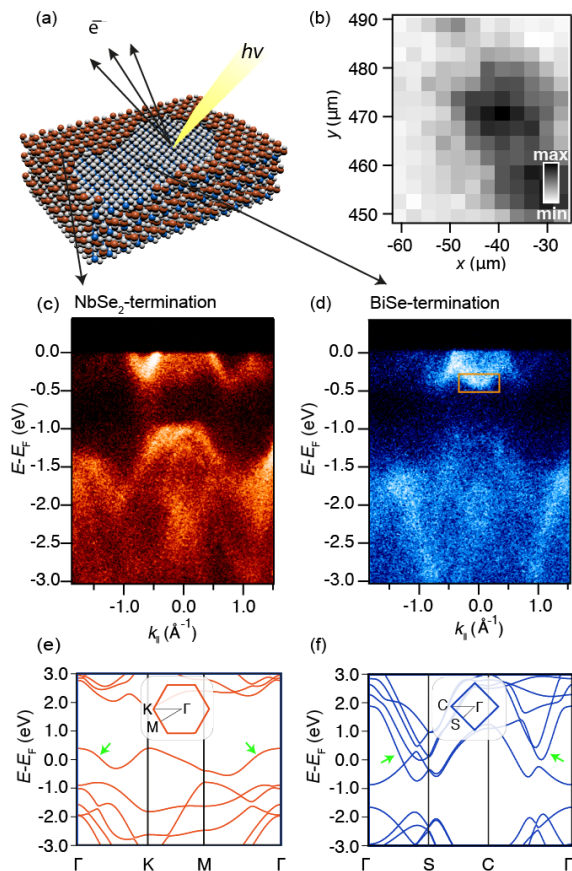 (a)
e⁻
hν
(b)
490
480
470
460
450
y (µm)
max
min
-60
-50
-40
-30
x (µm)
(c)
NbSe₂-termination
0.0
-0.5
-1.0
-1.5
-2.0
-2.5
-3.0
E-E_F (eV)
-1.0
0.0
1.0
k_∥ (Å⁻¹)
(d)
BiSe-termination
0.0
-0.5
-1.0
-1.5
-2.0
-2.5
-3.0
E-E_F (eV)
-1.0
0.0
1.0
k_∥ (Å⁻¹)
(e)
3.0
2.0
1.0
0.0
-1.0
-2.0
-3.0
E-E_F (eV)
K
Γ
M
Γ
K
M
Γ
(f)
3.0
2.0
1.0
0.0
-1.0
-2.0
-3.0
E-E_F (eV)
C
Γ
S
Γ
S
C
Γ